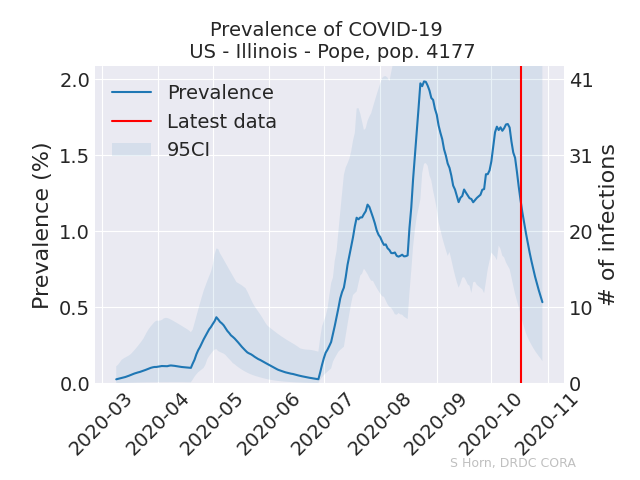 Prevalence of COVID-19
US - Illinois - Pope, pop. 4177
Prevalence
Latest data
95CI
Prevalence (%)
2.0
1.5
1.0
0.5
0.0
41
31
20
10
0
# of infections
2020-03
2020-04
2020-05
2020-06
2020-07
2020-08
2020-09
2020-10
2020-11
S Horn, DRDC CORA